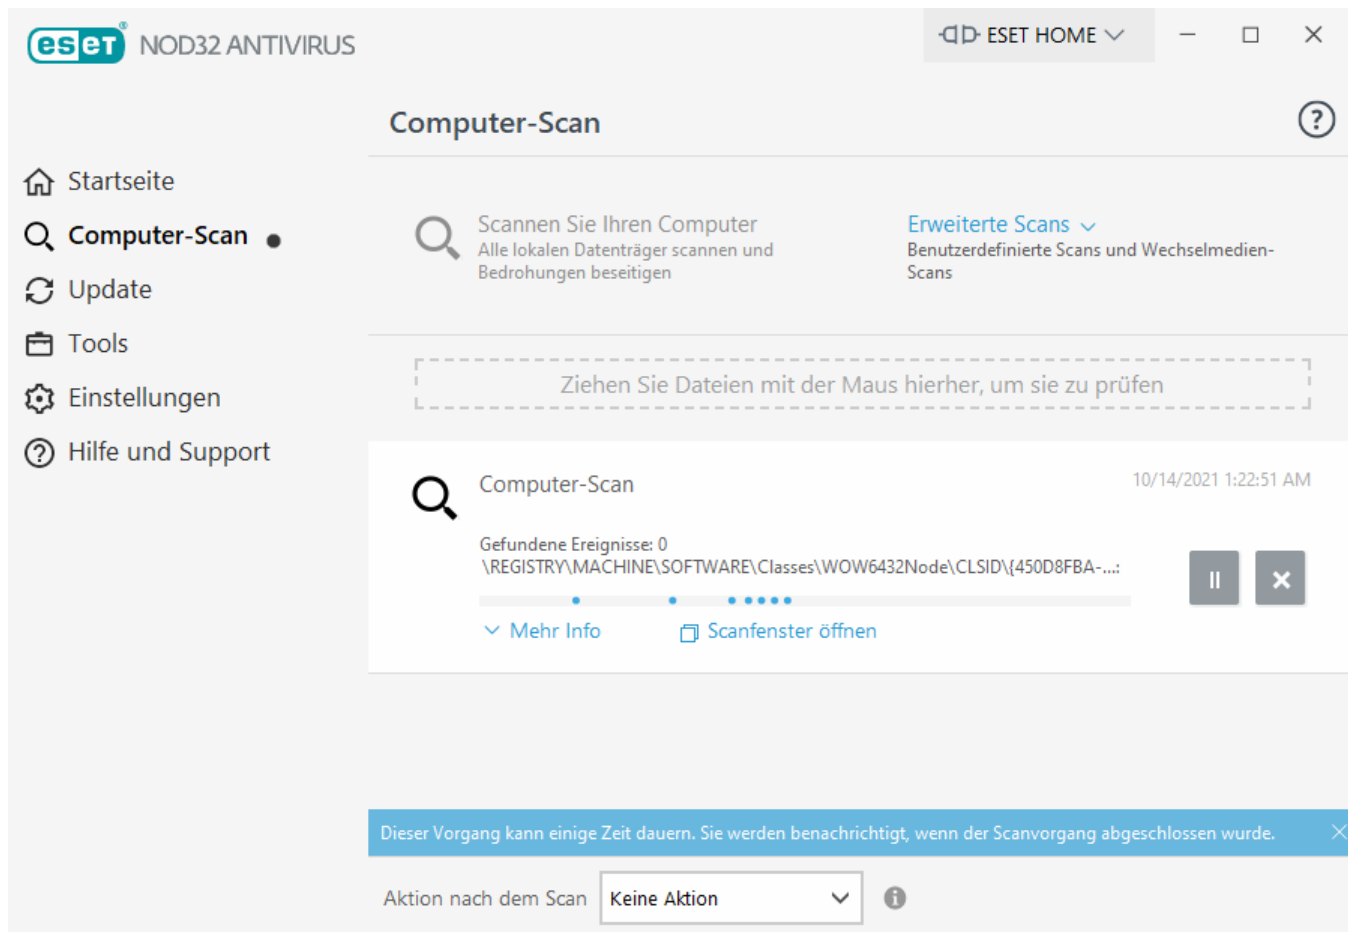 eset® NOD32 ANTIVIRUS
ESET HOME
Computer-Scan
Startseite
Computer-Scan
Update
Tools
Einstellungen
Hilfe und Support
Scannen Sie Ihren Computer
Alle lokalen Datenträger scannen und
Bedrohungen beseitigen
Erweiterte Scans
Benutzerdefinierte Scans und Wechselmedien-
Scans
Ziehen Sie Dateien mit der Maus hierher, um sie zu prüfen
Computer-Scan
10/14/2021 1:22:51 AM
Gefundene Ereignisse: 0
\REGISTRY\MACHINE\SOFTWARE\Classes\WOW6432Node\CLSID\{450D8FBA-...:
Mehr Info
Scanfenster öffnen
Dieser Vorgang kann einige Zeit dauern. Sie werden benachrichtigt, wenn der Scanvorgang abgeschlossen wurde.
Aktion nach dem Scan
Keine Aktion